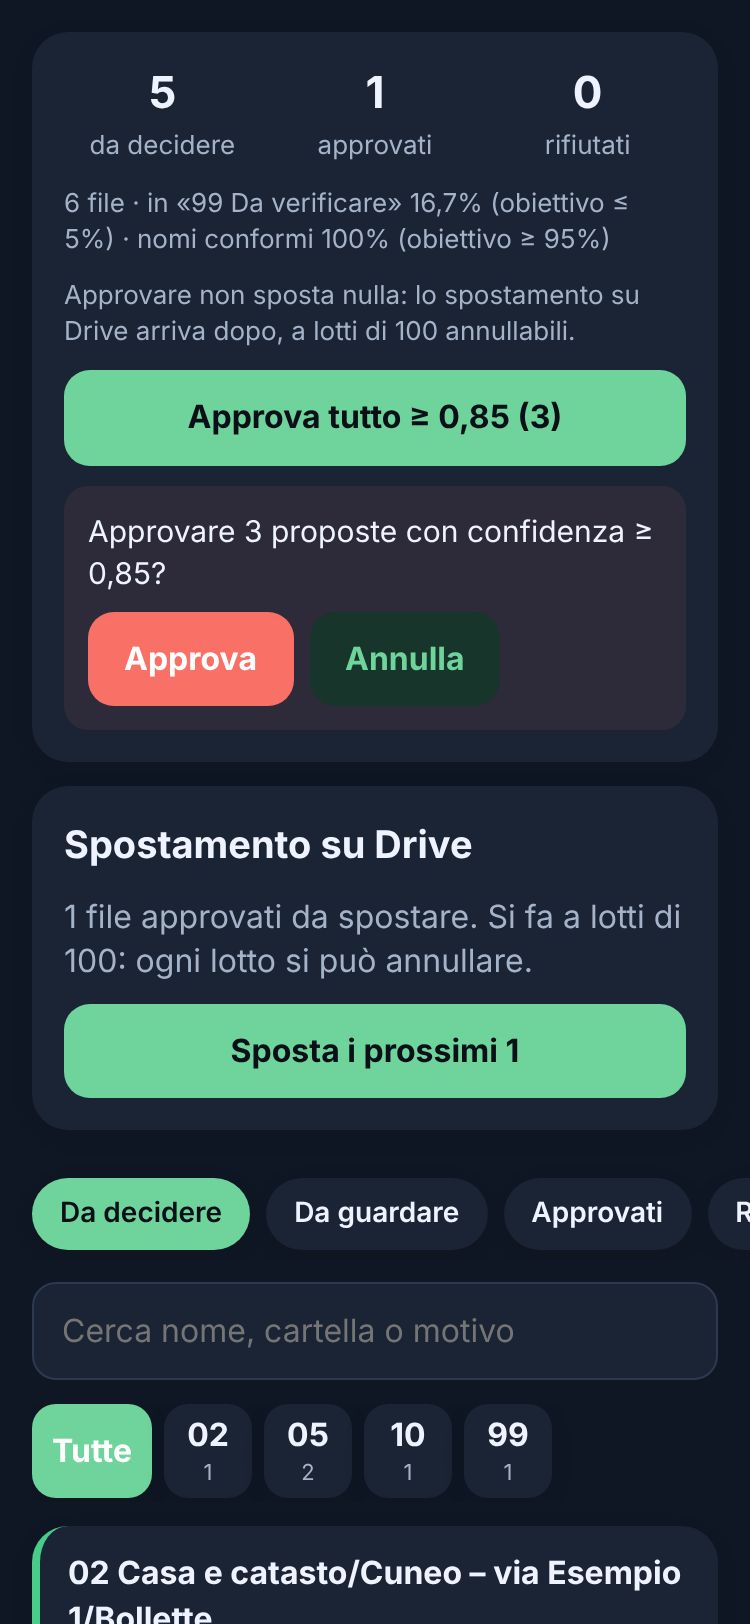 5 1 0
da decidere approvati rifiutati
6 file · in «99 Da verificare» 16,7% (obiettivo ≤
5%) · nomi conformi 100% (obiettivo ≥ 95%)
Approvare non sposta nulla: lo spostamento su
Drive arriva dopo, a lotti di 100 annullabili.
Approva tutto ≥ 0,85 (3)
Approvare 3 proposte con confidenza ≥
0,85?
Approva Annulla
Spostamento su Drive
1 file approvati da spostare. Si fa a lotti di
100: ogni lotto si può annullare.
Sposta i prossimi 1
Da decidere Da guardare Approvati
Cerca nome, cartella o motivo
Tutte 02 05 10 99
1 2 1 1
02 Casa e catasto/Cuneo – via Esempio
1/Bollette